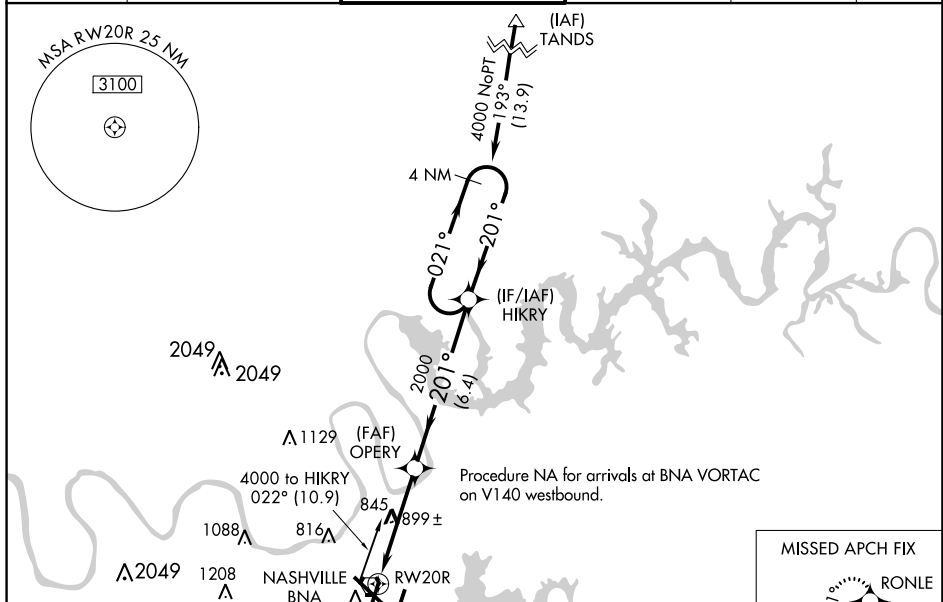 MSA RW20R 25 NM
3100
(IAF)
TANDS
4000 NoPT
193°
(13.9)
4 NM
021°
201°
(IF/IAF)
HIKRY
2000
201°
(6.4)
2049
2049
1129
(FAF)
OPERY
4000 to HIKRY
022° (10.9)
Procedure NA for arrivals at BNA VORTAC
on V140 westbound.
845
899 ±
1088
816
2049
1208
NASHVILLE
BNA
RW20R
MISSED APCH FIX
RONLE